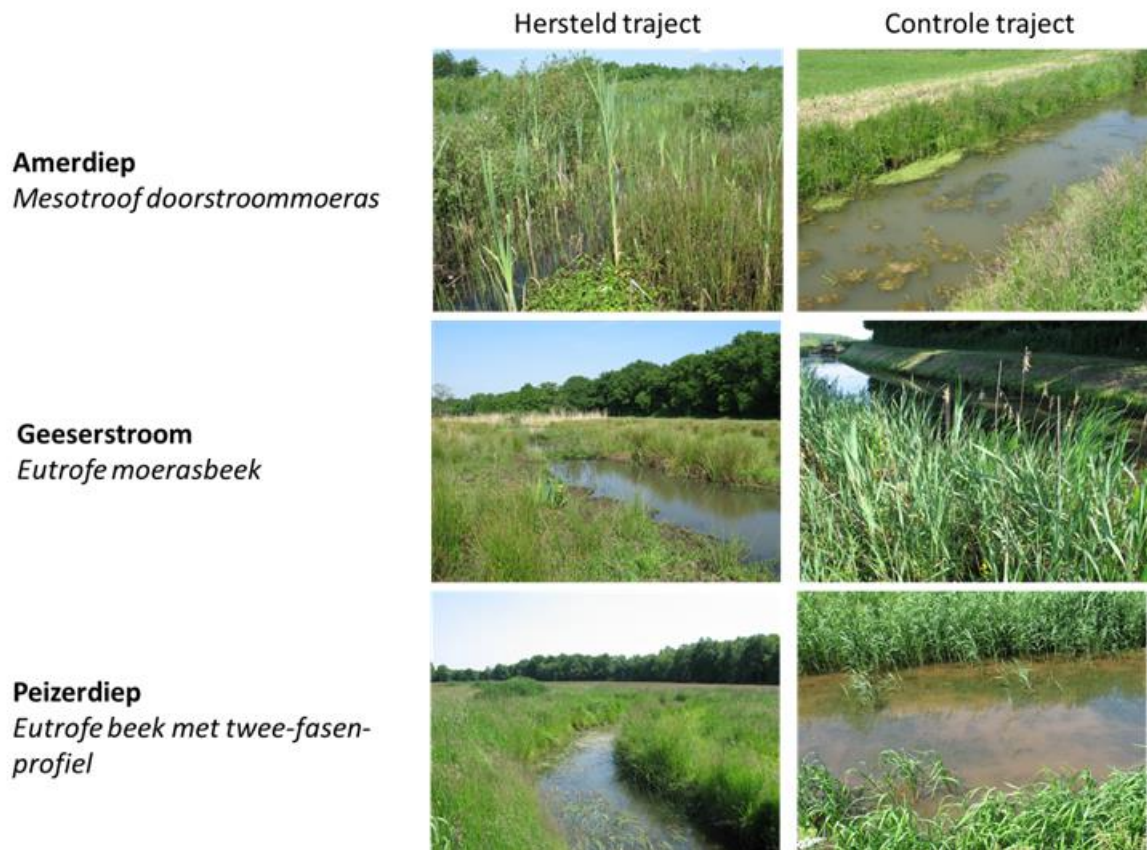 Hersteld traject
Controle traject
Amerdiep
Mesotroof doorstroommoeras
Geeserstroom
Eutrofe moerasbeek
Peizerdiep
Eutrofe beek met twee-fasen-
profiel